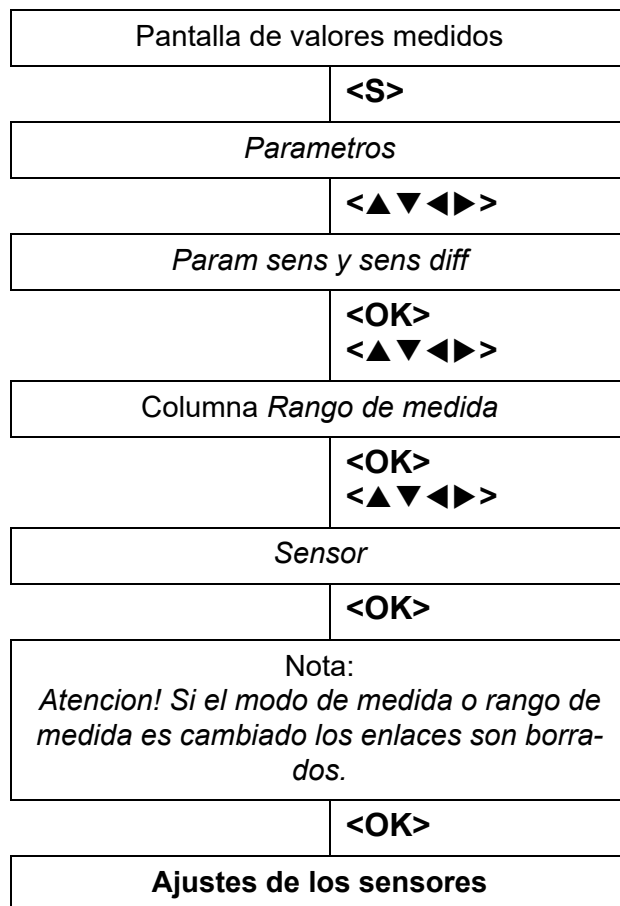 Pantalla de valores medidos
<S>
Parametros
<▲▼◀▶>
Param sens y sens diff
<OK>
<▲▼◀▶>
Columna Rango de medida
<OK>
<▲▼◀▶>
Sensor
<OK>
Nota:
Atencion! Si el modo de medida o rango de
medida es cambiado los enlaces son borra-
dos.
<OK>
Ajustes de los sensores